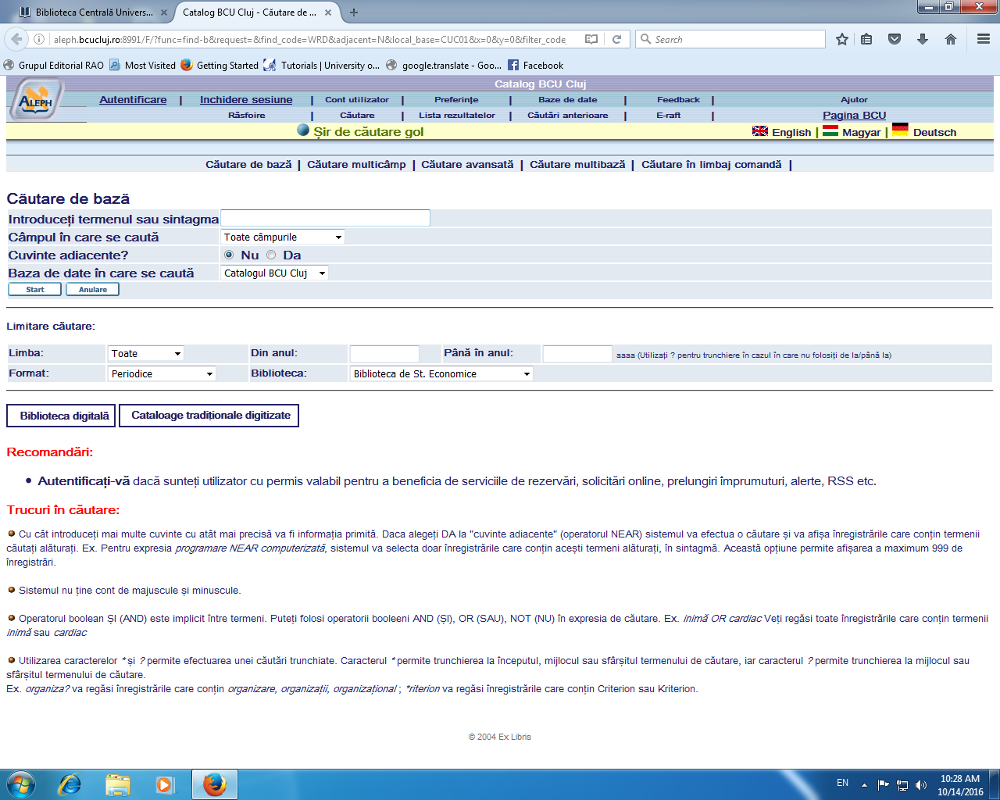 Biblioteca Centrală Univers... × Catalog BCU Cluj - Căutare de ... × +
aleph.bcucluj.ro:8991/F/?func=find-b&request=&find_code=WRD&adjacent=N&local_base=CUC01&x=0&y=0&filter_code_ Search
Grupul Editorial RAO Most Visited Getting Started Tutorials | University o... google.translate - Goo... Facebook
Catalog BCU Cluj
ALEPH
Autentificare | Inchidere sesiune | Cont utilizator | Preferințe | Baze de date | Feedback | Ajutor
Răsfoire | Căutare | Lista rezultatelor | Căutări anterioare | E-raft | Pagina BCU
Șir de căutare gol English | Magyar | Deutsch
Căutare de bază | Căutare multicâmp | Căutare avansată | Căutare multibază | Căutare în limbaj comandă |
Căutare de bază
Introduceți termenul sau sintagma
Câmpul în care se caută Toate câmpurile
Cuvinte adiacente? Nu Da
Baza de date în care se caută Catalogul BCU Cluj
Start Anulare
Limitare căutare:
Limba: Toate Din anul: Până în anul: aaaa (Utilizați ? pentru trunchiere în cazul în care nu folosiți de la/până la)
Format: Periodice Biblioteca: Biblioteca de St. Economice
Biblioteca digitală Cataloage tradiționale digitizate
Recomandări:
• Autentificați-vă dacă sunteți utilizator cu permis valabil pentru a beneficia de serviciile de rezervări, solicitări online, prelungiri împrumuturi, alerte, RSS etc.
Trucuri în căutare:
Cu cât introduceți mai multe cuvinte cu atât mai precisă va fi informația primită. Daca alegeți DA la "cuvinte adiacente" (operatorul NEAR) sistemul va efectua o căutare și va afișa înregistrările care conțin termenii
căutați alăturați. Ex. Pentru expresia programare NEAR computerizată, sistemul va selecta doar înregistrările care conțin acești termeni alăturați, în sintagmă. Această opțiune permite afișarea a maximum 999 de
înregistrări.
Sistemul nu ține cont de majuscule și minuscule.
Operatorul boolean ȘI (AND) este implicit între termeni. Puteți folosi operatorii booleeni AND (ȘI), OR (SAU), NOT (NU) în expresia de căutare. Ex. inimă OR cardiac Veți regăsi toate înregistrările care conțin termenii
inimă sau cardiac
Utilizarea caracterelor * și ? permite efectuarea unei căutări trunchiate. Caracterul * permite trunchierea la începutul, mijlocul sau sfârșitul termenului de căutare, iar caracterul ? permite trunchierea la mijlocul sau
sfârșitul termenului de căutare.
Ex. organiza? va regăsi înregistrările care conțin organizare, organizații, organizațional ; *riterion va regăsi înregistrările care conțin Criterion sau Kriterion.
© 2004 Ex Libris
EN 10:28 AM
10/14/2016